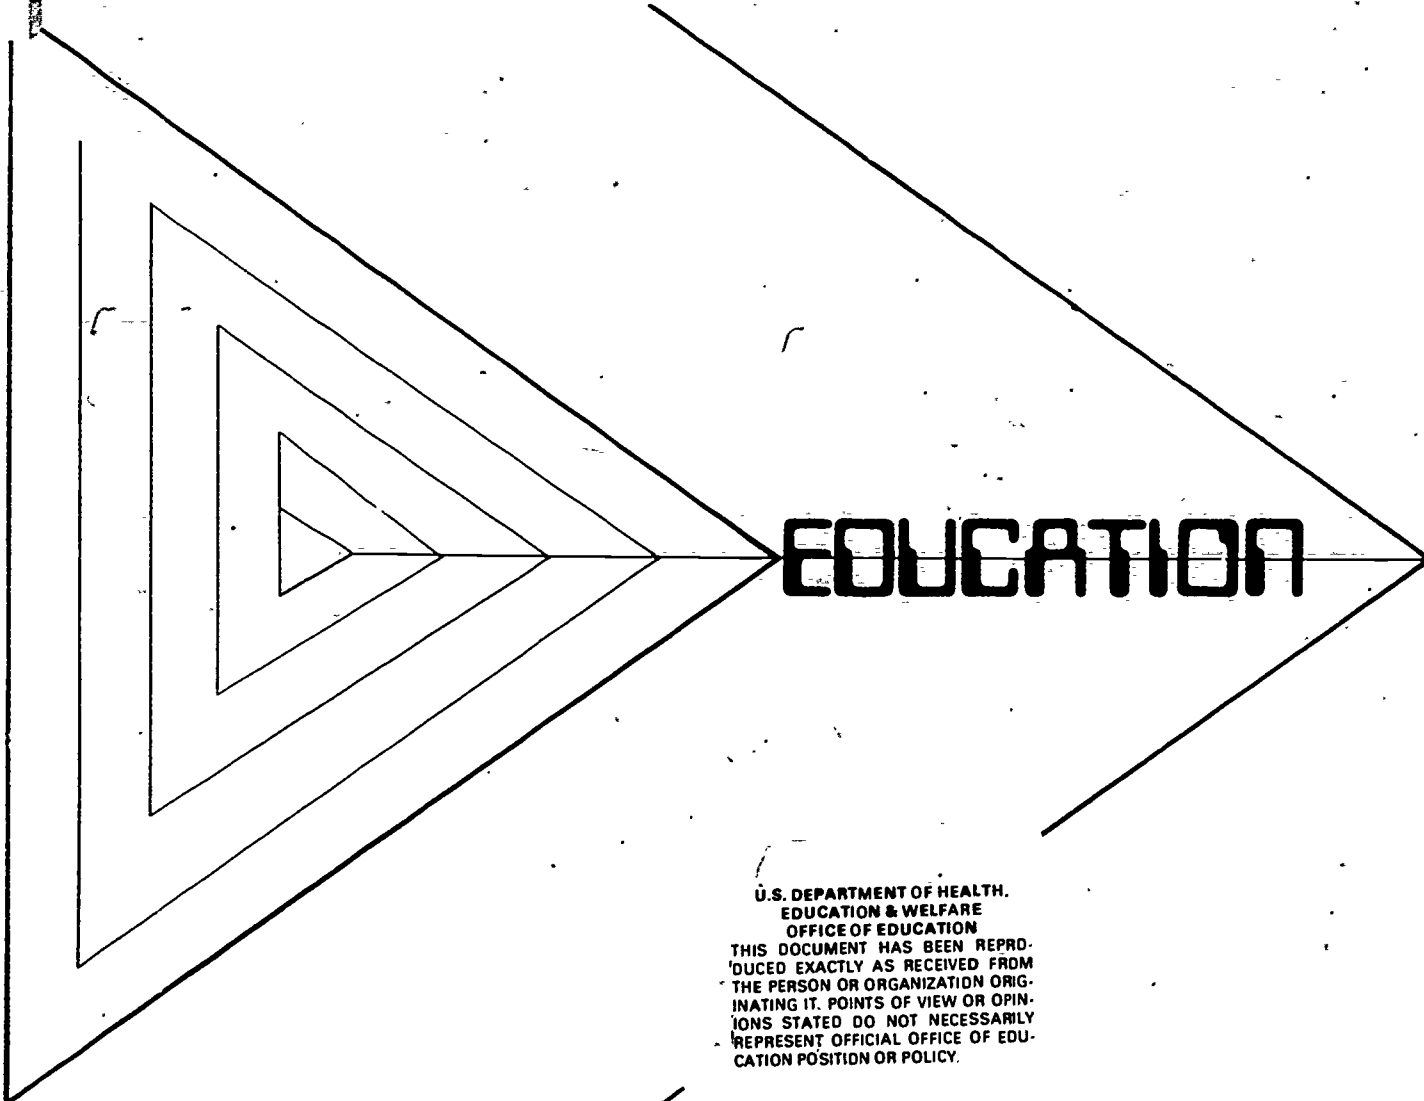 EDUCATION
U.S. DEPARTMENT OF HEALTH,
EDUCATION & WELFARE
OFFICE OF EDUCATION
THIS DOCUMENT HAS BEEN REPRO-
DUCED EXACTLY AS RECEIVED FROM
THE PERSON OR ORGANIZATION ORIG-
INATING IT. POINTS OF VIEW OR OPIN-
IONS STATED DO NOT NECESSARILY
REPRESENT OFFICIAL OFFICE OF EDU-
CATION POSITION OR POLICY.